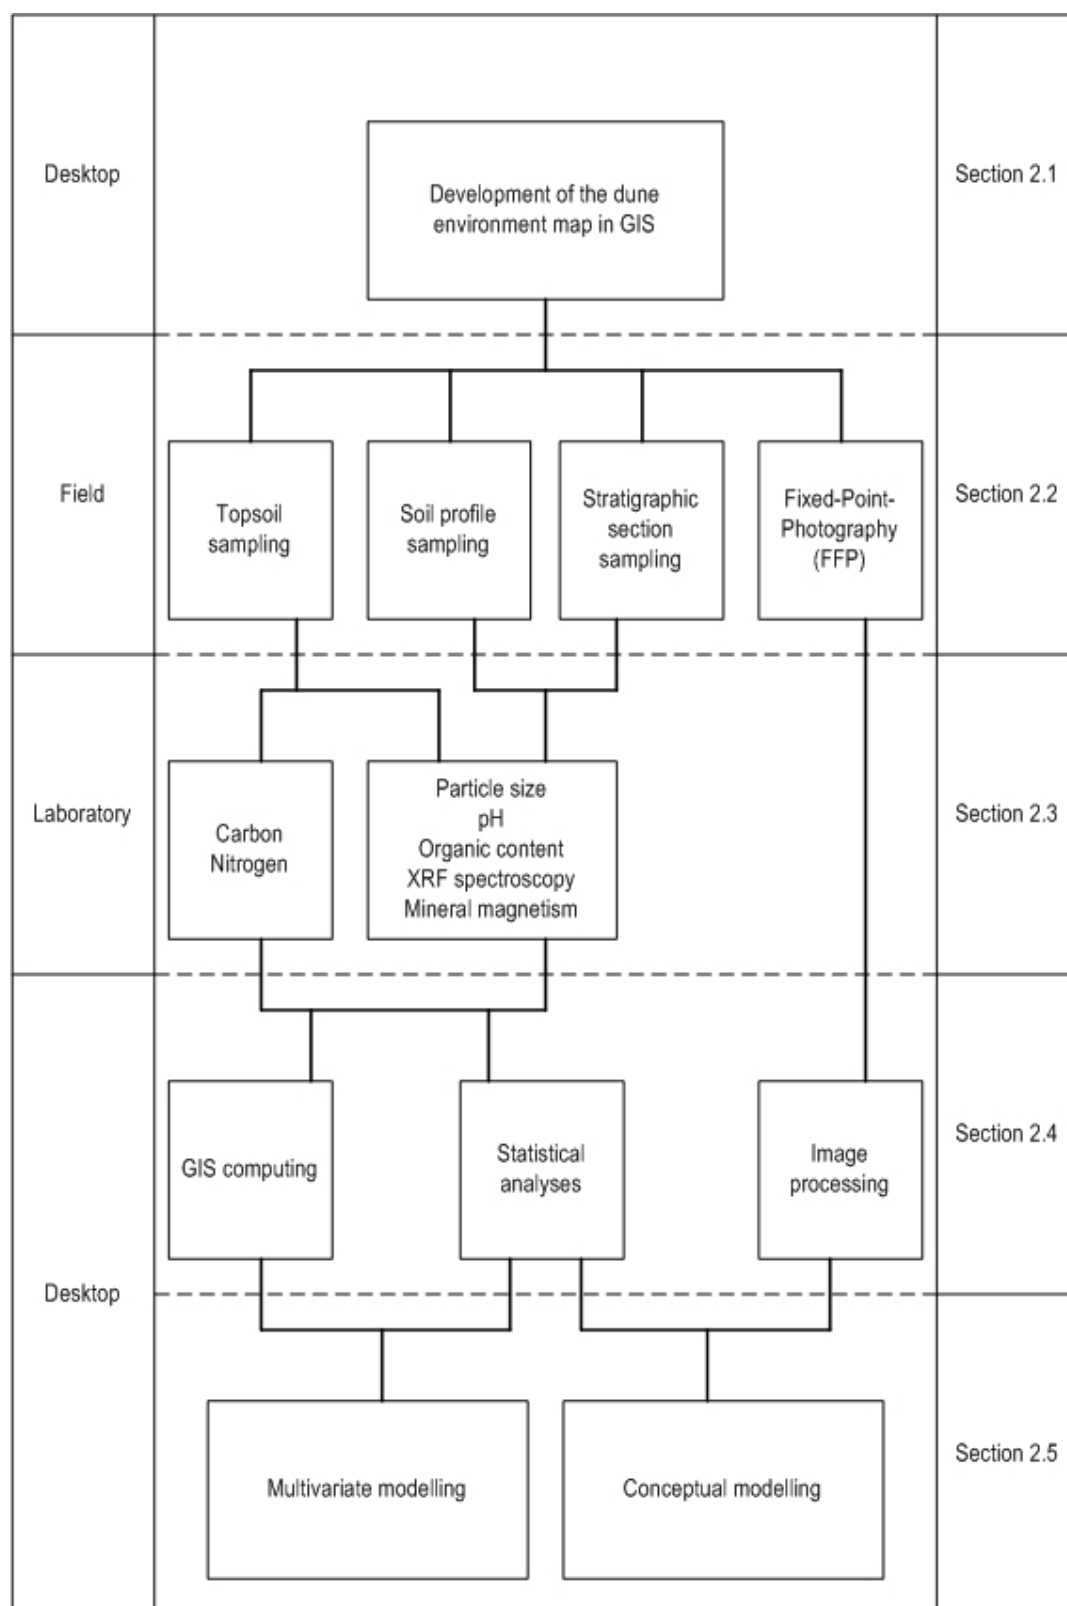 Desktop
Development of the dune
environment map in GIS
Section 2.1
Field
Topsoil
sampling
Soil profile
sampling
Stratigraphic
section
sampling
Fixed-Point-
Photography
(FFP)
Section 2.2
Laboratory
Carbon
Nitrogen
Particle size
pH
Organic content
XRF spectroscopy
Mineral magnetism
Section 2.3
GIS computing
Statistical
analyses
Image
processing
Section 2.4
Desktop
Multivariate modelling
Conceptual modelling
Section 2.5